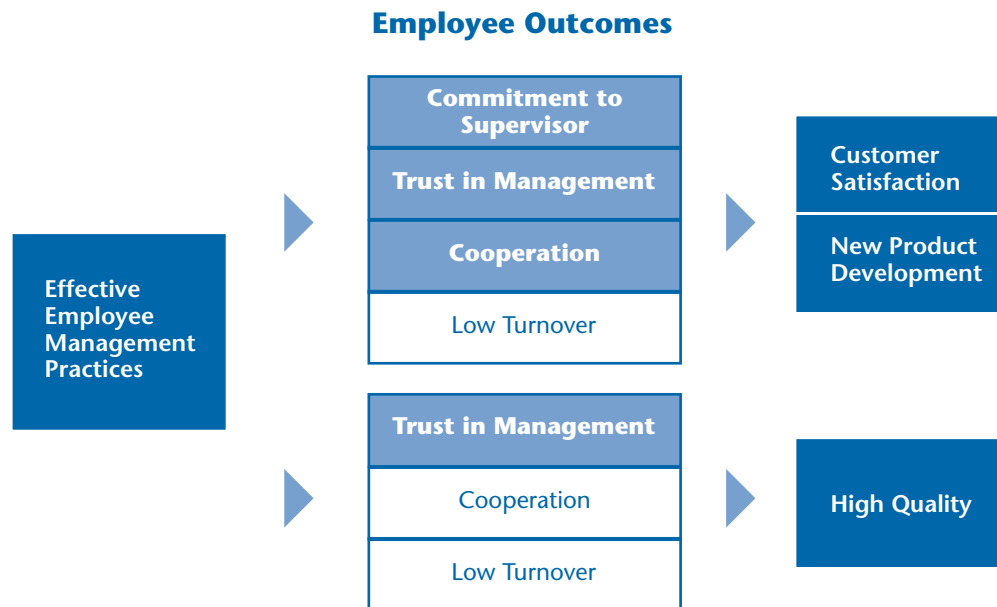 Employee Outcomes
Effective
Employee
Management
Practices
Commitment to
Supervisor
Trust in Management
Cooperation
Low Turnover
Customer
Satisfaction
New Product
Development
Trust in Management
Cooperation
Low Turnover
High Quality